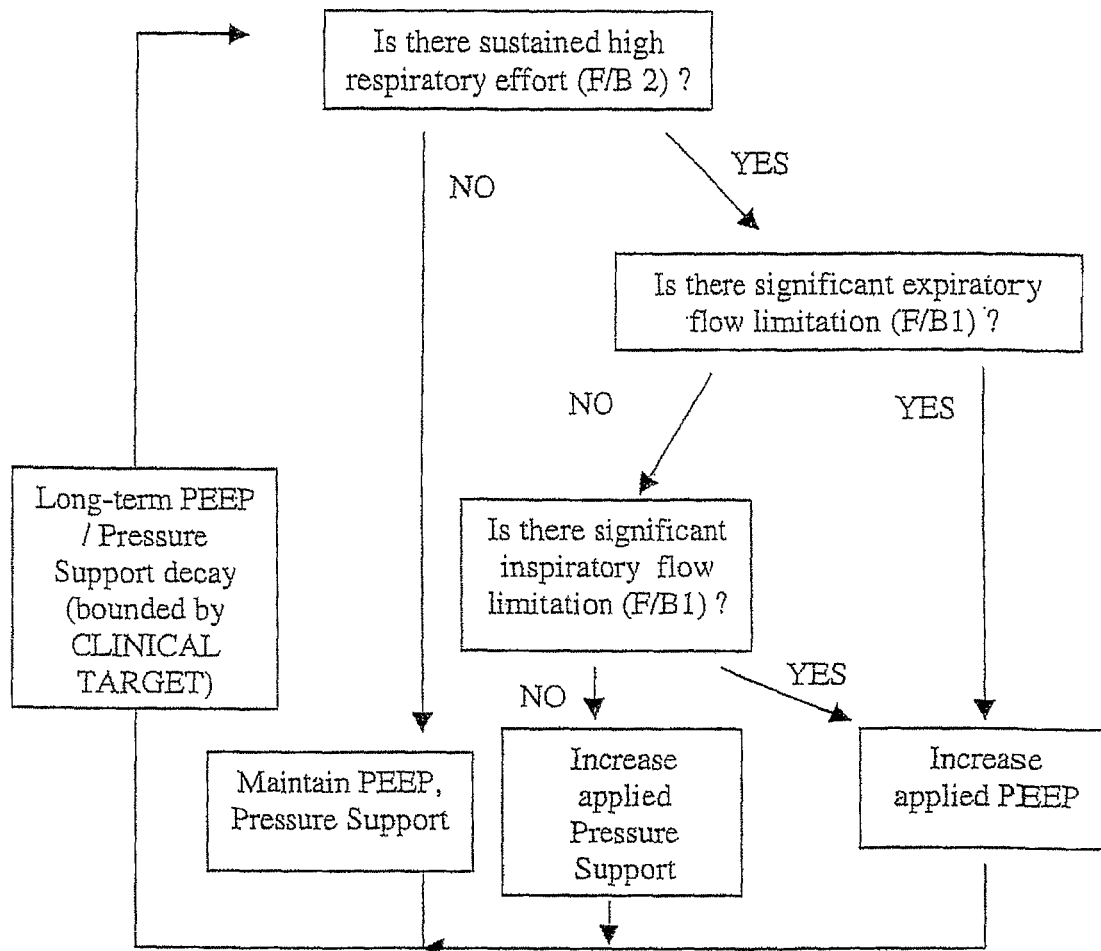 Is there sustained high
respiratory effort (F/B 2) ?
NO
YES
Is there significant expiratory
flow limitation (F/B1) ?
NO
YES
Long-term PEEP
/ Pressure
Support decay
(bounded by
CLINICAL
TARGET)
Is there significant
inspiratory flow
limitation (F/B1) ?
NO
YES
Maintain PEEP,
Pressure Support
Increase
applied
Pressure
Support
Increase
applied PEEP